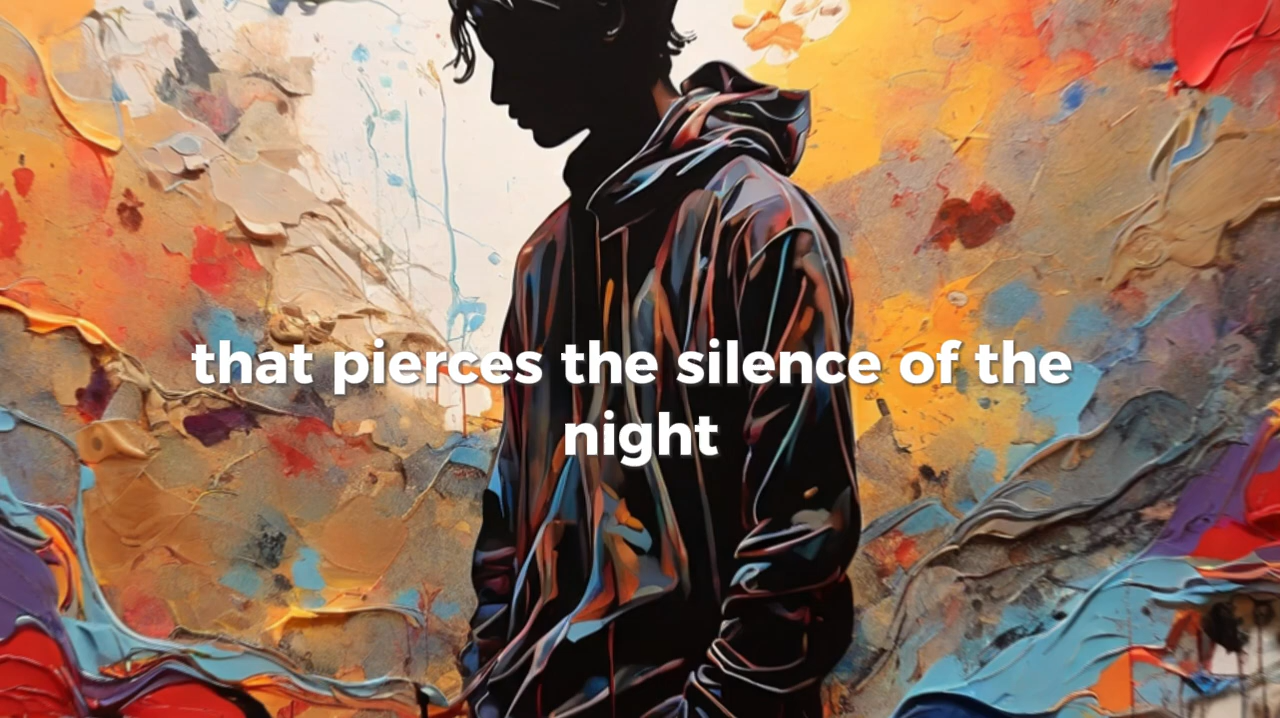 that pierces the silence of the
night